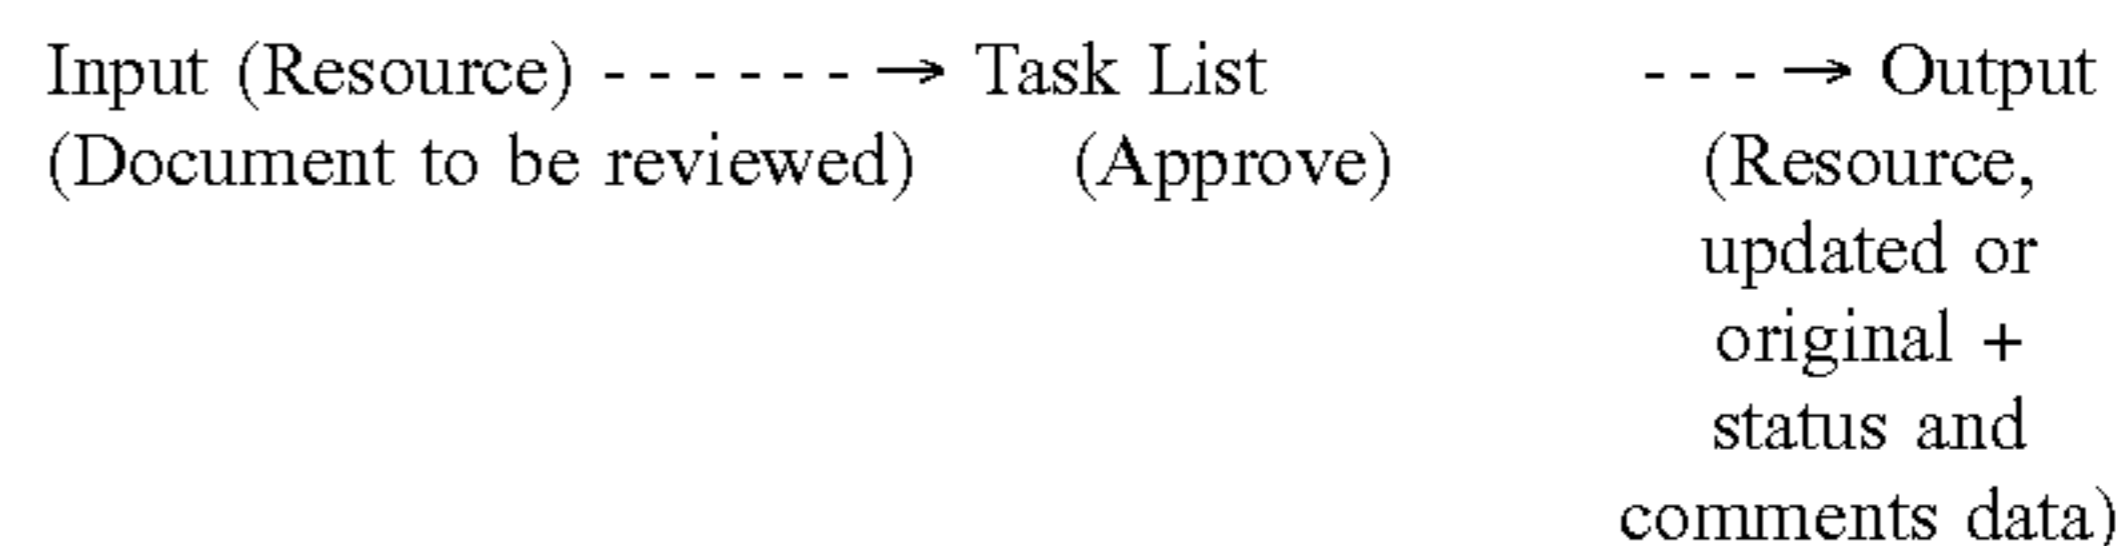 Input (Resource) - - - - - - → Task List - - - → Output
(Document to be reviewed) (Approve) (Resource,
updated or
original +
status and
comments data)